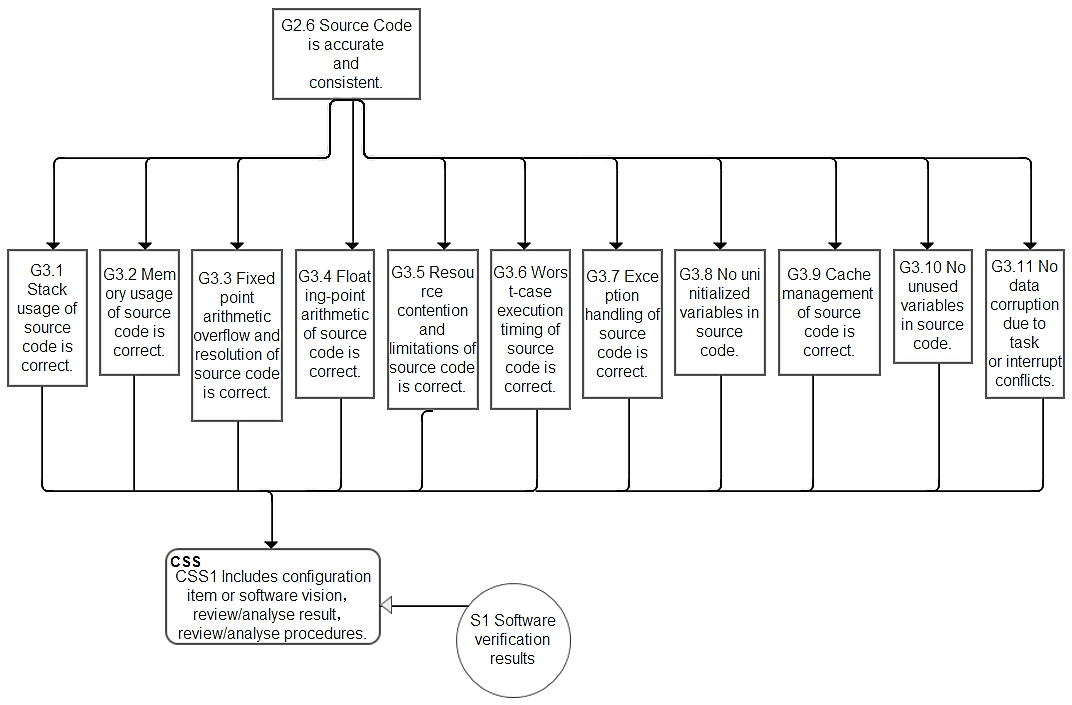 G2.6 Source Code
is accurate
and
consistent.
G3.1
Stack
usage of
source
code is
correct.
G3.2 Mem
ory usage
of source
code is
correct.
G3.3 Fixed
point
arithmetic
overflow and
resolution of
source code
is correct.
G3.4 Float
ing-point
arithmetic
of source
code is
correct.
G3.5 Resou
rce
contention
and
limitations of
source code
is correct.
G3.6 Wors
t-case
execution
timing of
source
code is
correct.
G3.7 Exce
ption
handling of
source
code is
correct.
G3.8 No uni
nitialized
variables in
source
code.
G3.9 Cache
management
of source
code is
correct.
G3.10 No
unused
variables
in source
code.
G3.11 No
data
corruption
due to
task
or interrupt
conflicts.
CSS
CSS1 Includes configuration
item or software vision,
review/analyse result,
review/analyse procedures.
S1 Software
verification
results